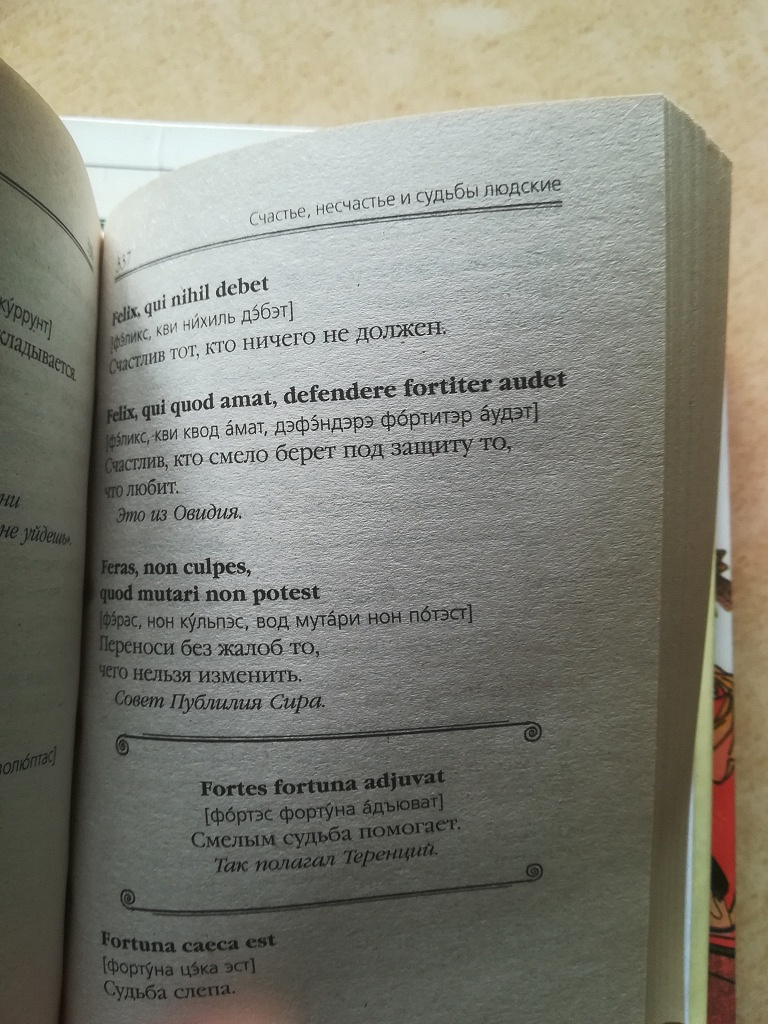 ку́ррунт]
кладывается.
ни
не уйдешь».
волю́птас]
Счастье, несчастье и судьбы людские
337
Felix, qui nihil debet
[фэ́ликс, кви ни́хиль дэ́бэт]
Счастлив тот, кто ничего не должен.
Felix, qui quod amat, defendere fortiter audet
[фэ́ликс, кви квод а́мат, дэфэ́ндэрэ фо́ртитэр а́удэт]
Счастлив, кто смело берет под защиту то,
что любит.
Это из Овидия.
Feras, non culpes,
quod mutari non potest
[фэ́рас, нон ку́льпэс, вод мута́ри нон по́тэст]
Переноси без жалоб то,
чего нельзя изменить.
Совет Публилия Сира.
Fortes fortuna adjuvat
[фо́ртэс форту́на а́дъюват]
Смелым судьба помогает.
Так полагал Теренций.
Fortuna caeca est
[форту́на цэ́ка эст]
Судьба слепа.